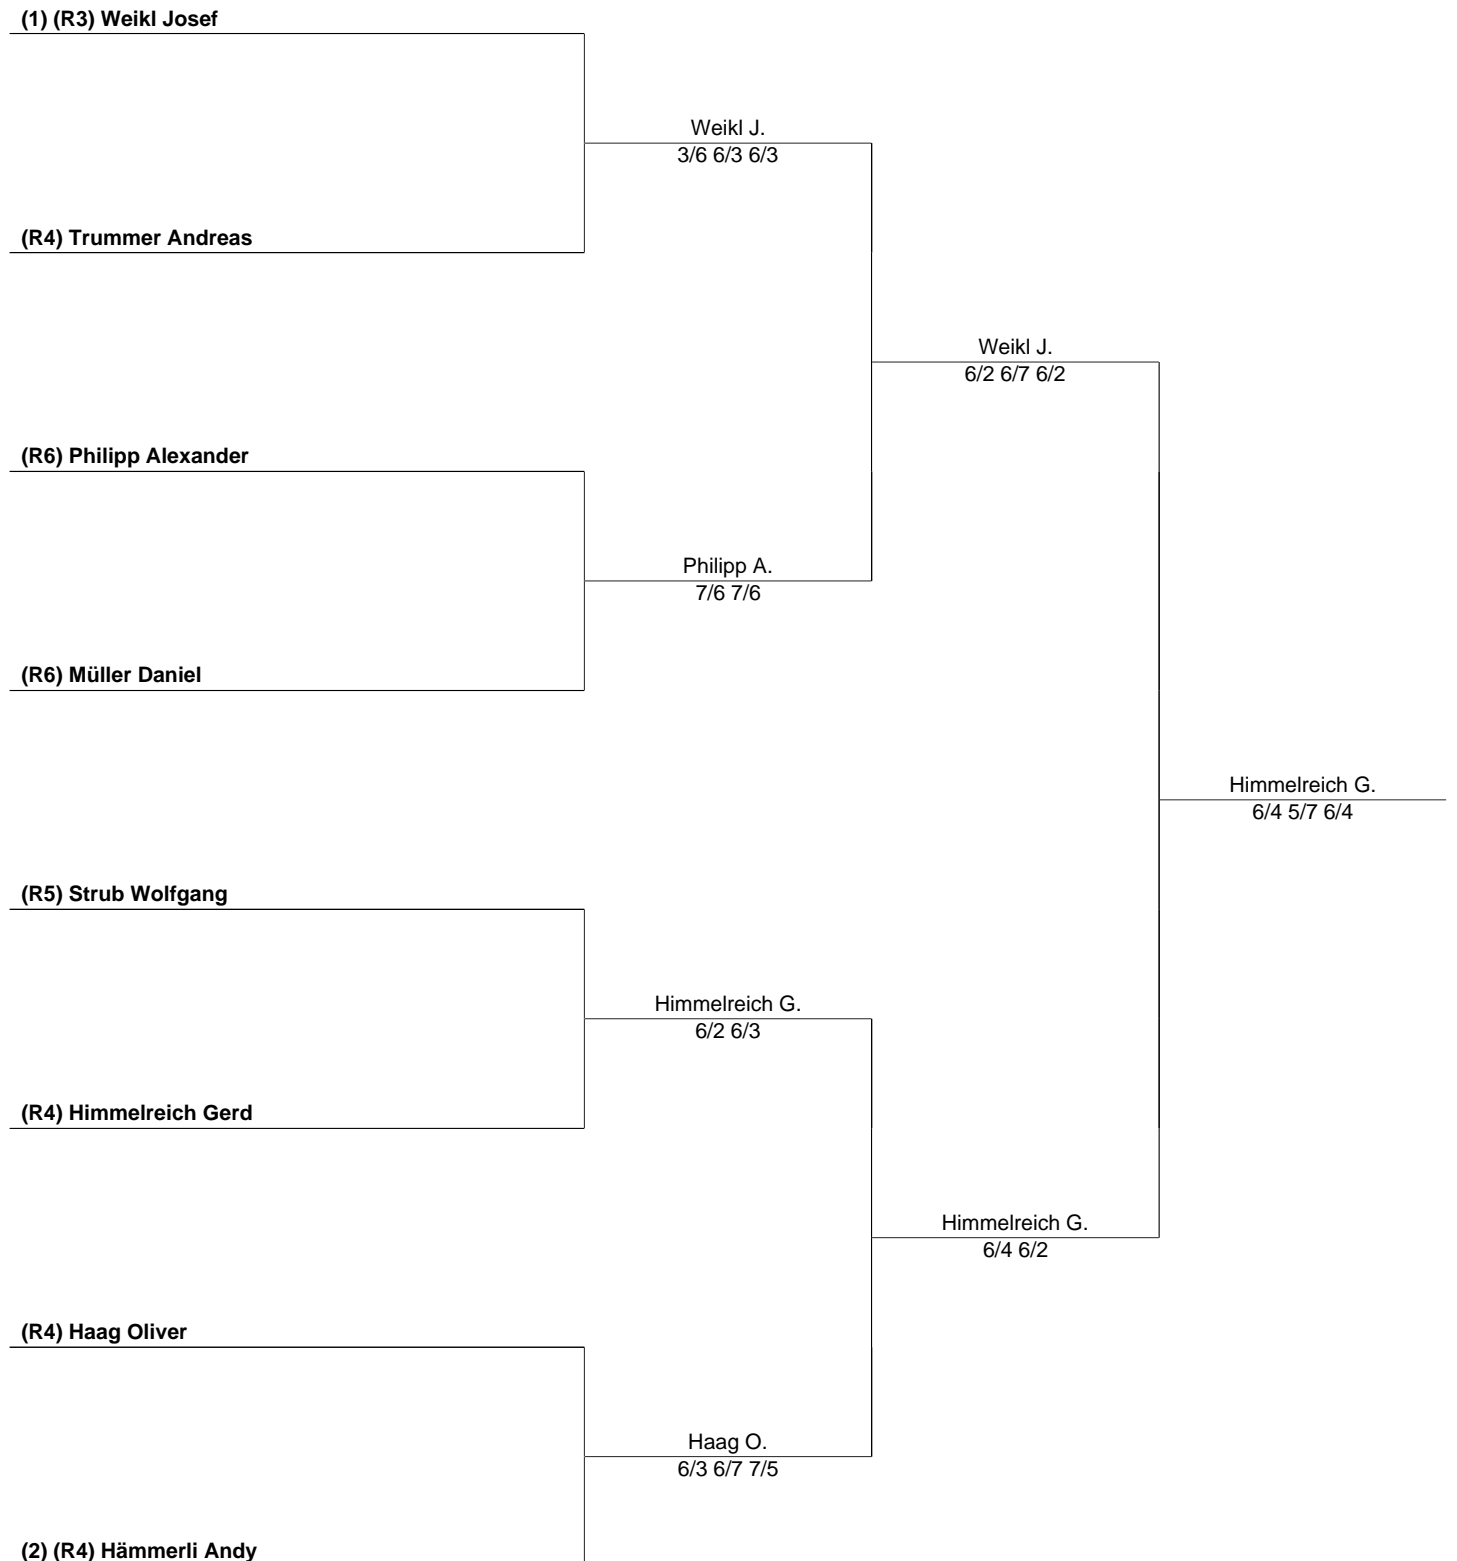 (1) (R3) Weikl Josef
Weikl J.
3/6 6/3 6/3
(R4) Trummer Andreas
Weikl J.
6/2 6/7 6/2
(R6) Philipp Alexander
Philipp A.
7/6 7/6
(R6) Müller Daniel
Himmelreich G.
6/4 5/7 6/4
(R5) Strub Wolfgang
Himmelreich G.
6/2 6/3
(R4) Himmelreich Gerd
Himmelreich G.
6/4 6/2
(R4) Haag Oliver
Haag O.
6/3 6/7 7/5
(2) (R4) Hämmerli Andy